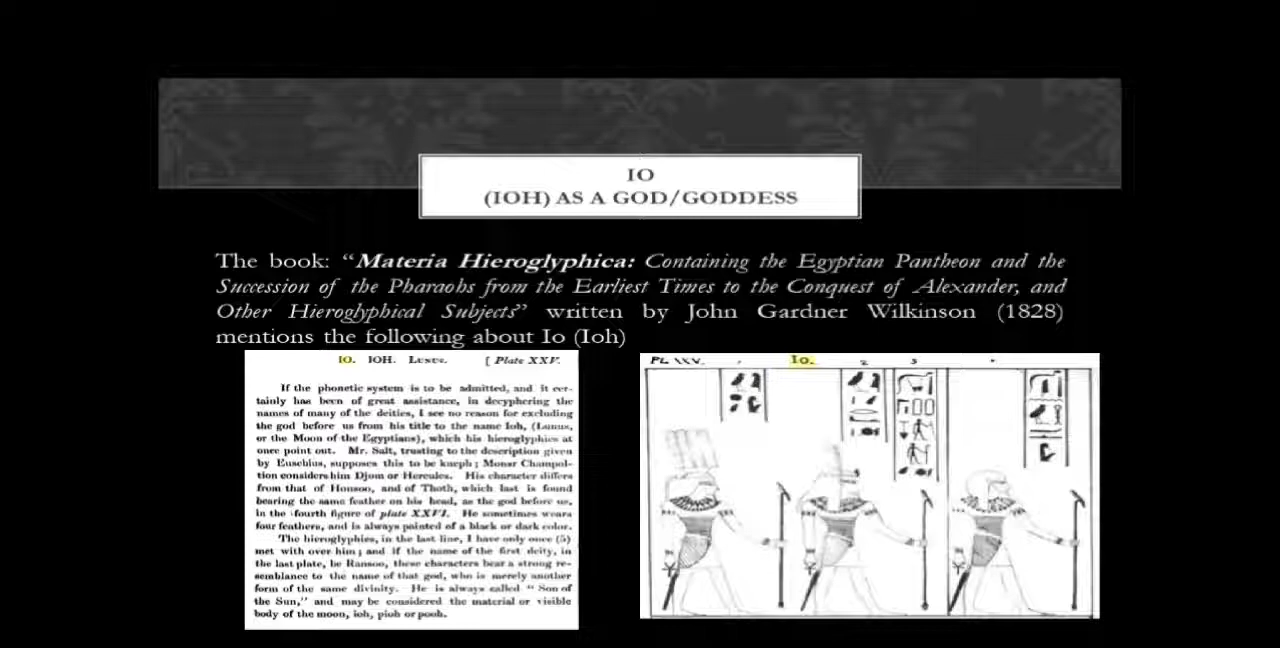 IO
(IOH) AS A GOD/GODDESS
The book: “Materia Hieroglyphica: Containing the Egyptian Pantheon and the
Succession of the Pharaohs from the Earliest Times to the Conquest of Alexander, and
Other Hieroglyphical Subjects” written by John Gardner Wilkinson (1828)
mentions the following about Io (Ioh)
IO. IOH. Lunus. [ Plate XXV.
If the phonetic system is to be admitted, and it cer-
tainly has been of great assistance, in decyphering the
names of many of the deities, I see no reason for excluding
the god before us from his title to the name Ioh, (Lunus,
or the Moon of the Egyptians), which his hieroglyphics at
once point out. Mr. Salt, trusting to the description given
by Eusebius, supposes this to be kneph ; Monsr Champol-
tion considers him Djom or Hercules. His character differs
from that of Honsoo, and of Thoth, which last is found
bearing the same feather on his head, as the god before us,
in the fourth figure of plate XXVI. He sometimes wears
four feathers, and is always painted of a black or dark color.
The hieroglyphics, in the last line, I have only once (5)
met with over him ; and if the name of the first deity, in
the last plate, be Ranson, these characters bear a strong re-
semblance to the name of that god, who is merely another
form of the same divinity. He is always called “ Son of
the Sun,” and may be considered the material or visible
body of the moon, ioh, pioh or pooh.
PL XXV. Io. 2 3